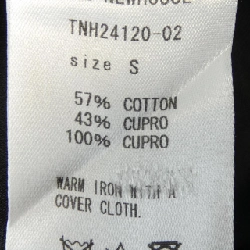 TNH24120-02
size S
57% COTTON
43% CUPRO
100% CUPRO
WARM IRON WITH A
COVER CLOTH.